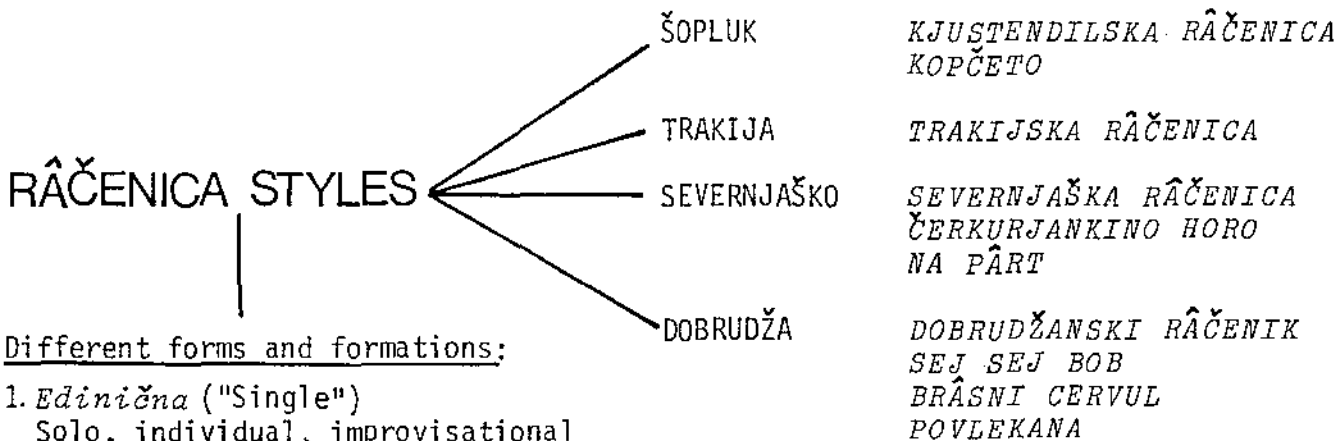 ŠOPLUK KJUSTENDILSKA RÂČENICA
KOPČETO
TRAKIJA TRAKIJSKA RÂČENICA
RÂČENICA STYLES
SEVERNJAŠKO SEVERNJAŠKA RÂČENICA
ČERKURJANKINO HORO
NA PÂRT
DOBRUDŽA DOBRUDŽANSKI RÂČENIK
Different forms and formations:
SEJ SEJ BOB
1. Edinična ("Single") BRÂSNI CERVUL
Solo, individual, improvisational POVLEKANA